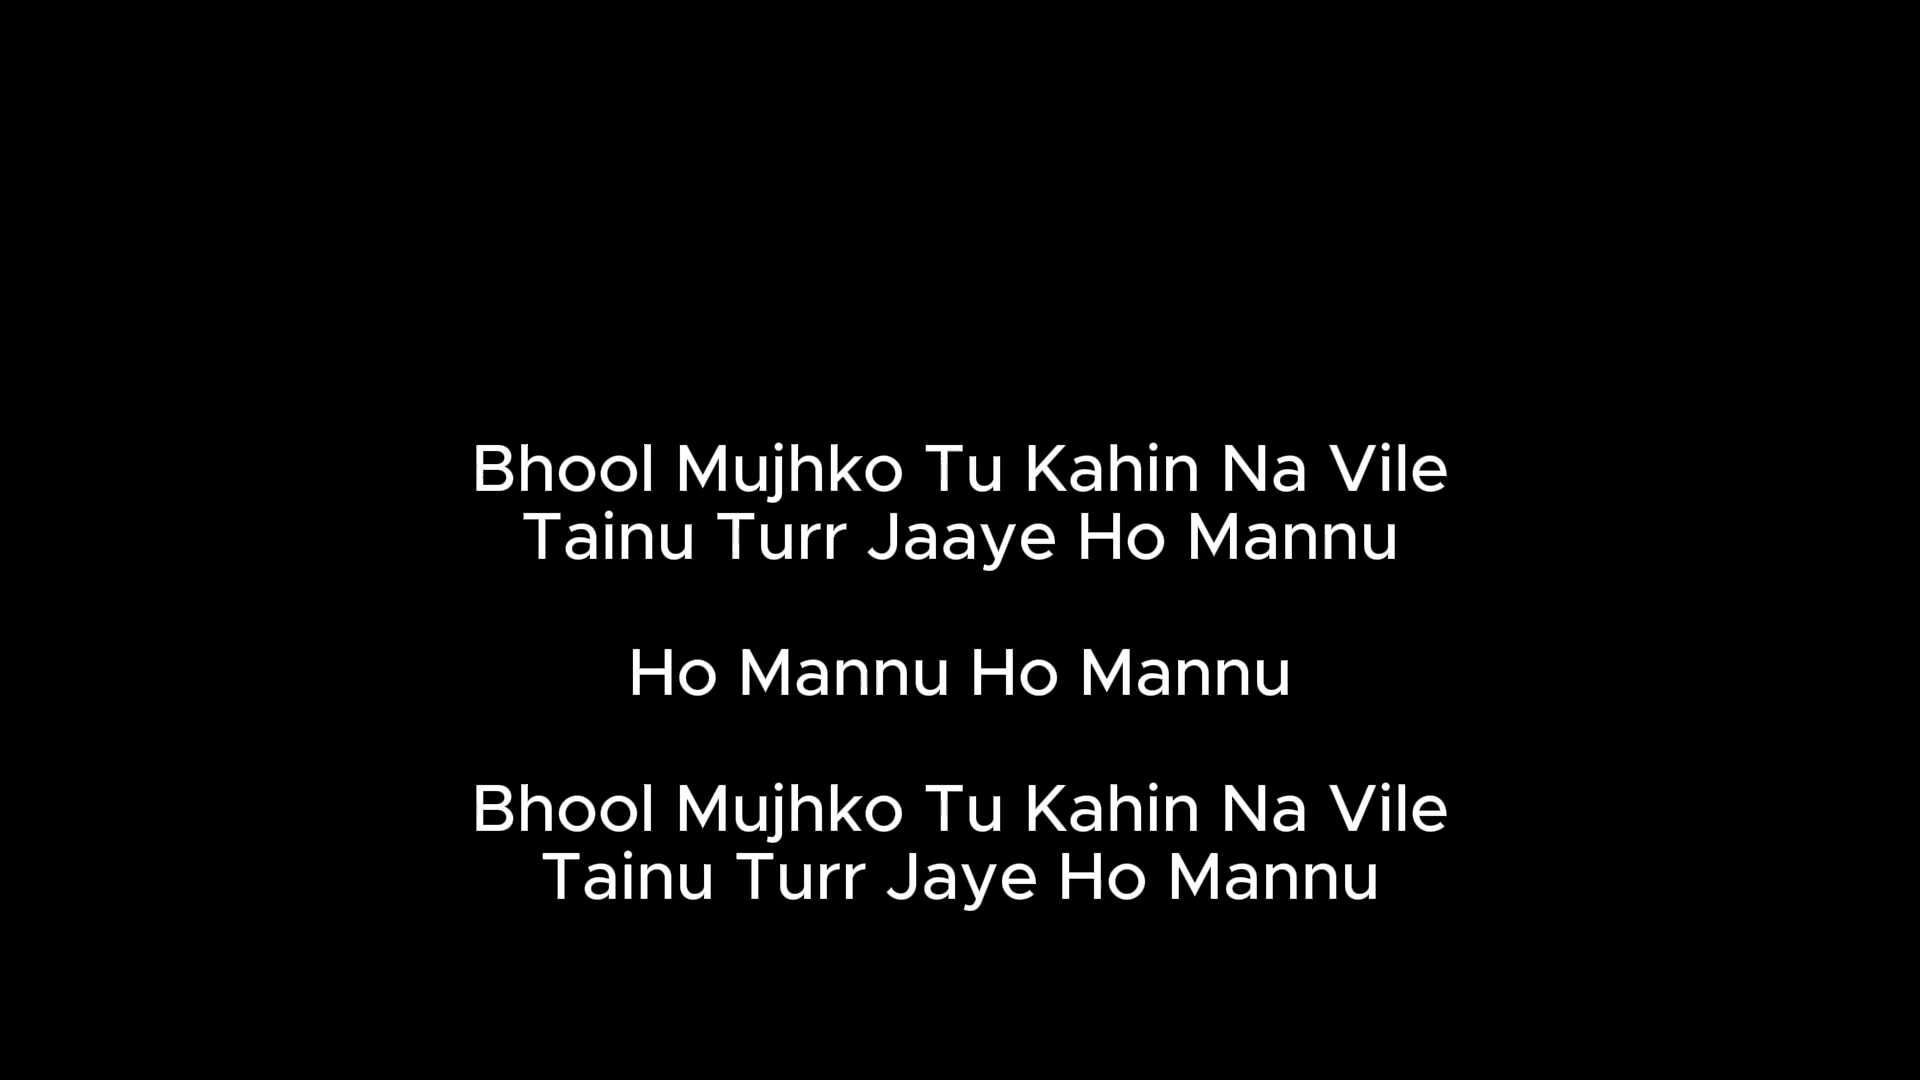 Bhool Mujhko Tu Kahin Na Vile
Tainu Turr Jaaye Ho Mannu
Ho Mannu Ho Mannu
Bhool Mujhko Tu Kahin Na Vile
Tainu Turr Jaye Ho Mannu